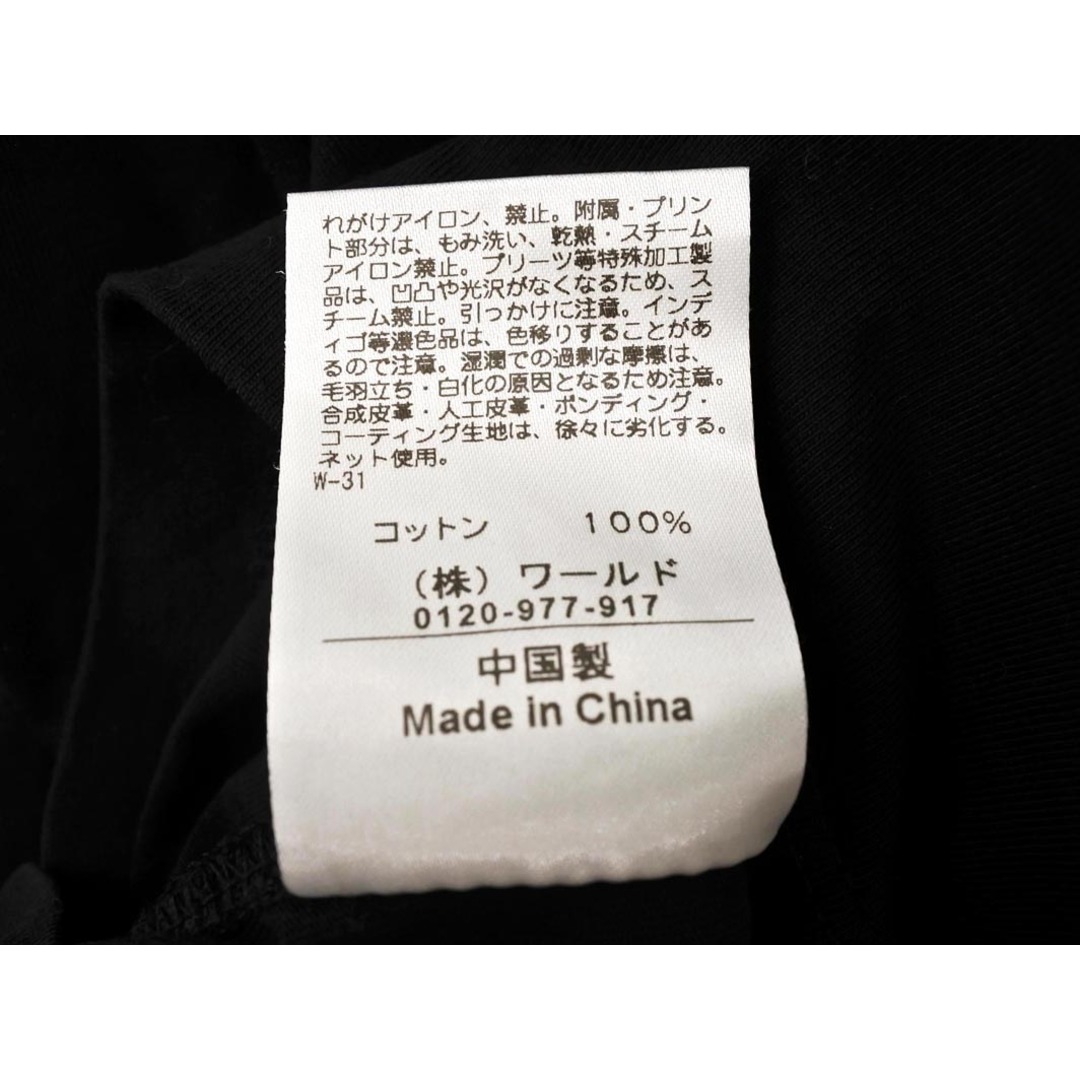 れがけアイロン、禁止。附属・プリン
ト部分は、もみ洗い、乾熱・スチーム
アイロン禁止。プリーツ等特殊加工製
品は、凹凸や光沢がなくなるため、ス
チーム禁止。引っかけに注意。インデ
ィゴ等濃色品は、色移りすることがあ
るので注意。湿潤での過剰な摩擦は、
毛羽立ち・白化の原因となるため注意。
合成皮革・人工皮革・ボンディング・
コーティング生地は、徐々に劣化する。
ネット使用。
W-31
コットン 100%
（株）ワールド
0120-977-917
中国製
Made in China